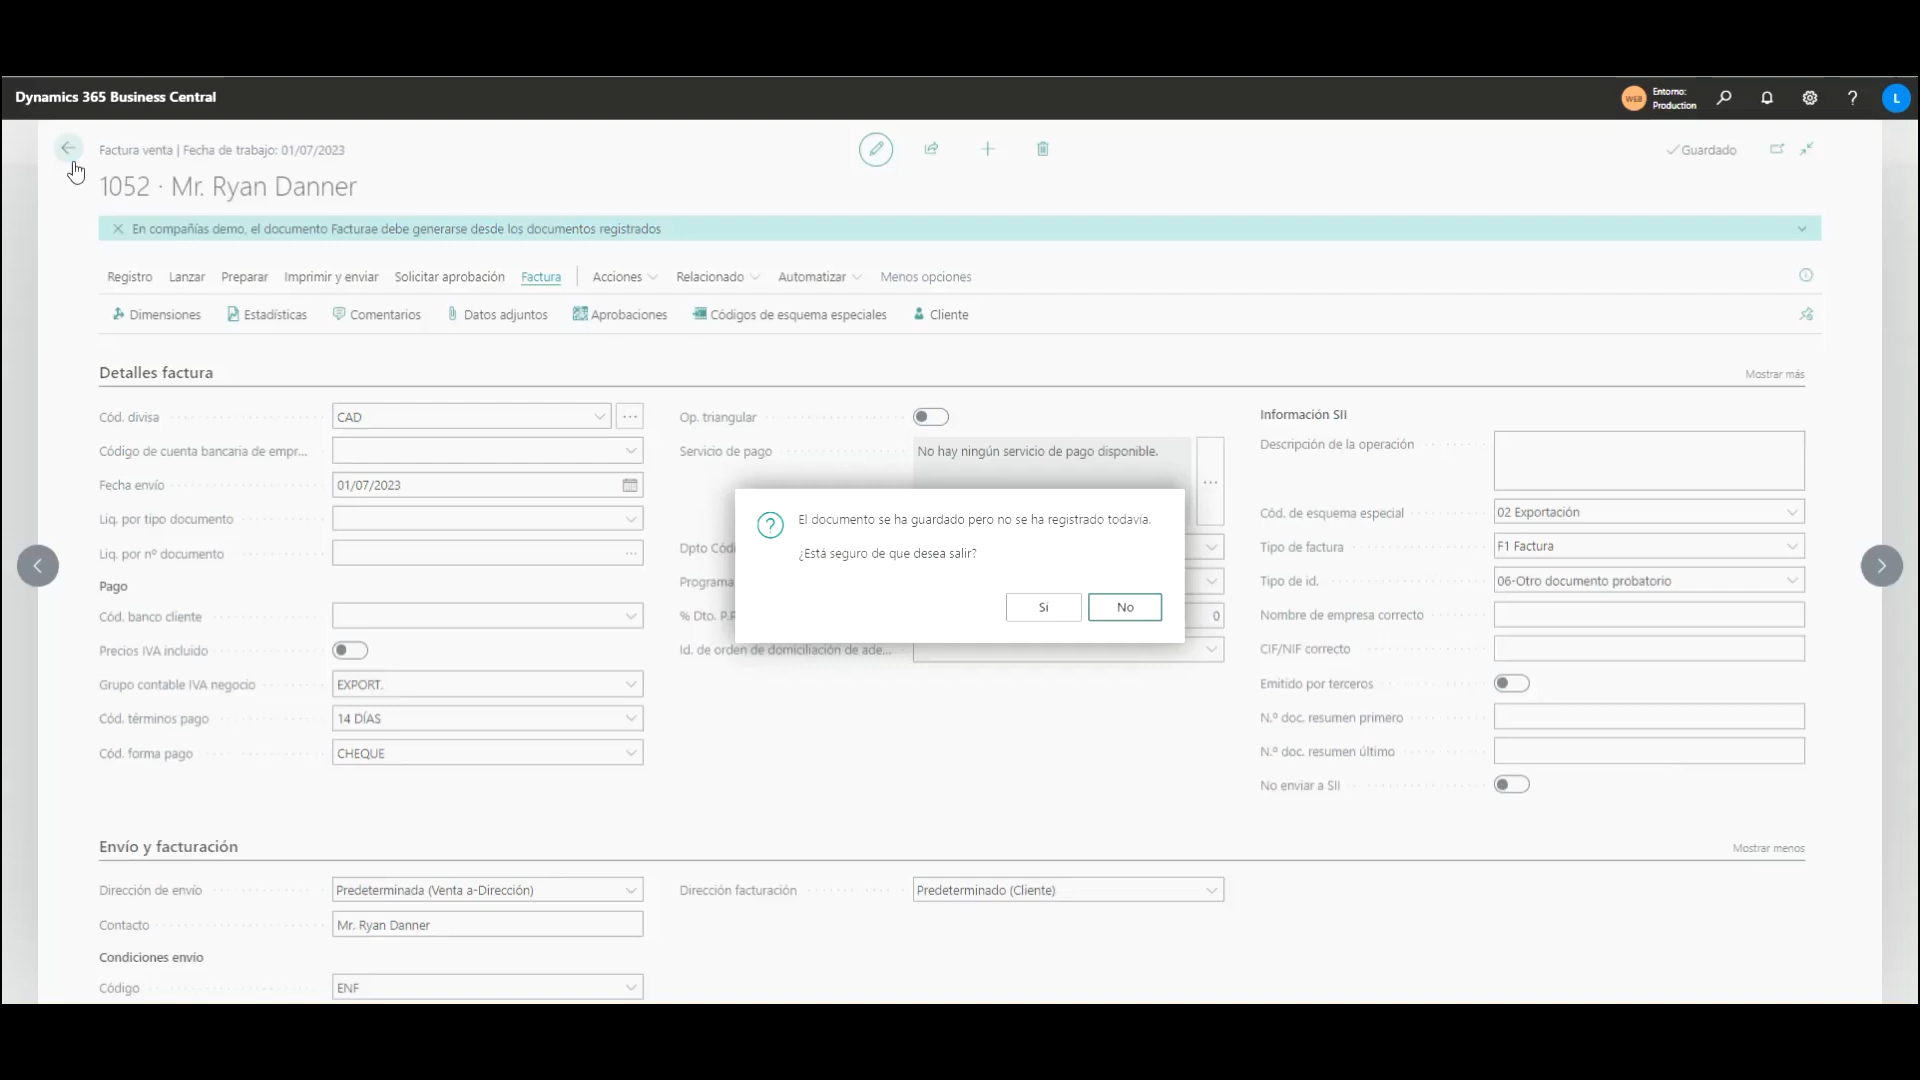 Dynamics 365 Business Central
WEB
Entorno:
Production
?
L
Factura venta | Fecha de trabajo: 01/07/2023
Guardado
1052 · Mr. Ryan Danner
En compañías demo, el documento Facturae debe generarse desde los documentos registrados
Registro Lanzar Preparar Imprimir y enviar Solicitar aprobación Factura Acciones Relacionado Automatizar Menos opciones
Dimensiones Estadísticas Comentarios Datos adjuntos Aprobaciones Códigos de esquema especiales Cliente
Detalles factura
Mostrar más
Cód. divisa CAD
Código de cuenta bancaria de empr...
Fecha envío 01/07/2023
Liq. por tipo documento
Liq. por nº documento
Pago
Cód. banco cliente
Precios IVA incluido
Grupo contable IVA negocio EXPORT.
Cód. términos pago 14 DÍAS
Cód. forma pago CHEQUE
Op. triangular
Servicio de pago No hay ningún servicio de pago disponible.
Dpto Códi
Programa
% Dto. P.P 0
Id. de orden de domiciliación de ade...
El documento se ha guardado pero no se ha registrado todavía.
¿Está seguro de que desea salir?
Sí
No
Información SII
Descripción de la operación
Cód. de esquema especial 02 Exportación
Tipo de factura F1 Factura
Tipo de id. 06-Otro documento probatorio
Nombre de empresa correcto
CIF/NIF correcto
Emitido por terceros
N.º doc. resumen primero
N.º doc. resumen último
No enviar a SII
Envío y facturación
Mostrar menos
Dirección de envío Predeterminada (Venta a-Dirección)
Dirección facturación Predeterminado (Cliente)
Contacto Mr. Ryan Danner
Condiciones envío
Código ENF